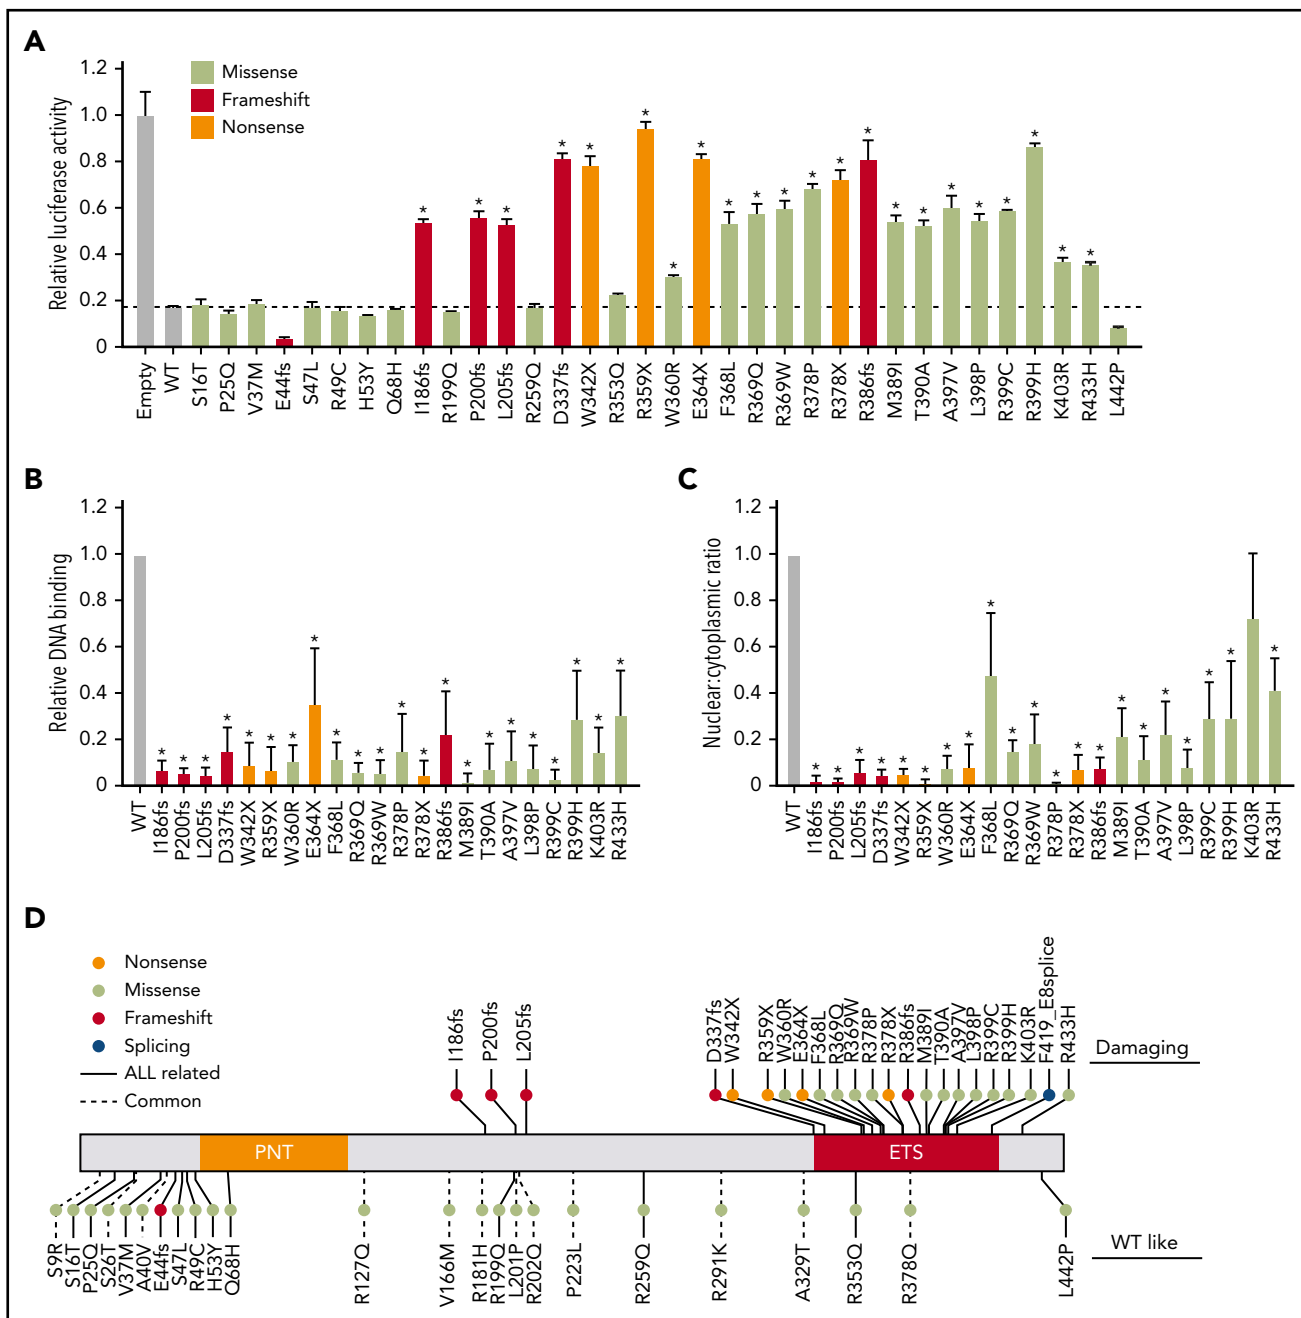 A
Relative luciferase activity
1.2
1.0
0.8
0.6
0.4
0.2
0
Missense
Frameshift
Nonsense
* * * * * * * * * * * * * * * * * * * * * *
Empty WT S16T P25Q V37M E44fs S47L R49C H53Y Q68H I186fs R199Q P200fs L205fs R259Q D337fs W342X R353Q R359X W360R E364X F368L R369Q R369W R378P R378X R386fs M389I T390A A397V L398P R399C R399H K403R R433H L442P
B
Relative DNA binding
1.2
1.0
0.8
0.6
0.4
0.2
0
* * * * * * * * * * * * * * * * * * * * * *
WT I186fs P200fs L205fs D337fs W342X R359X W360R E364X F368L R369Q R369W R378P R378X R386fs M389I T390A A397V L398P R399C R399H K403R R433H
C
Nuclear:cytoplasmic ratio
1.2
1.0
0.8
0.6
0.4
0.2
0
* * * * * * * * * * * * * * * * * * * * *
WT I186fs P200fs L205fs D337fs W342X R359X W360R E364X F368L R369Q R369W R378P R378X R386fs M389I T390A A397V L398P R399C R399H K403R R433H
D
Nonsense
Missense
Frameshift
Splicing
ALL related
Common
I186fs P200fs L205fs D337fs W342X R359X W360R E364X F368L R369Q R369W R378P R378X R386fs M389I T390A A397V L398P R399C R399H K403R F419_E8splice R433H
Damaging
PNT ETS
S9R S16T P25Q S26T V37M A40V E44fs S47L R49C H53Y Q68H R127Q V166M R181H R199Q L201P R202Q P223L R259Q R291K A329T R353Q R378Q L442P
WT like